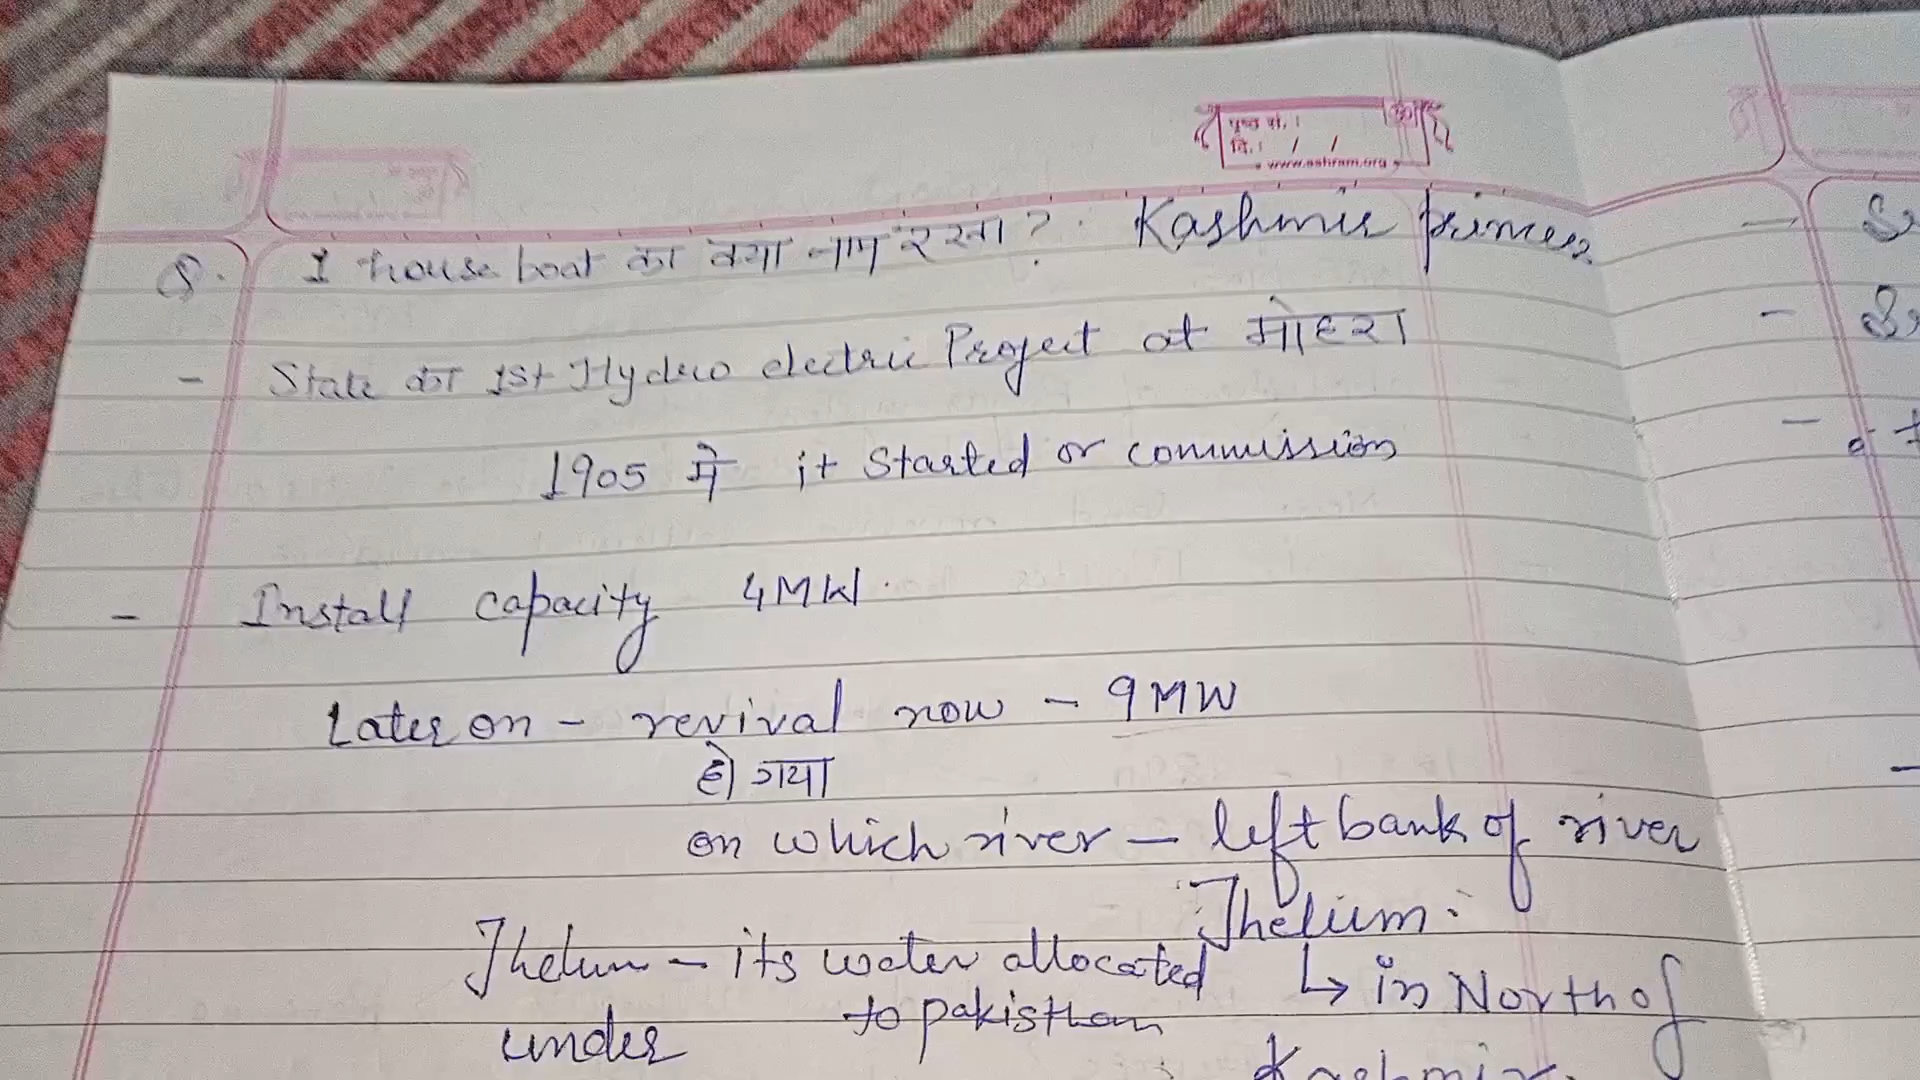 पृष्ठ सं. ।
दि. । / /
www.ashram.org
Q. I house boat का क्या नाम रखा ? Kashmir princess
- State का 1st Hydro electric Project at मोहरा
1905 मे it Started or commission
- Install capacity 4MW.
Later on - revival now - 9MW
हो गया
on which river - left bank of river
Jhelum.
Jhelum - its water allocated ↳ in North of
under to pakisthan Kashmir.